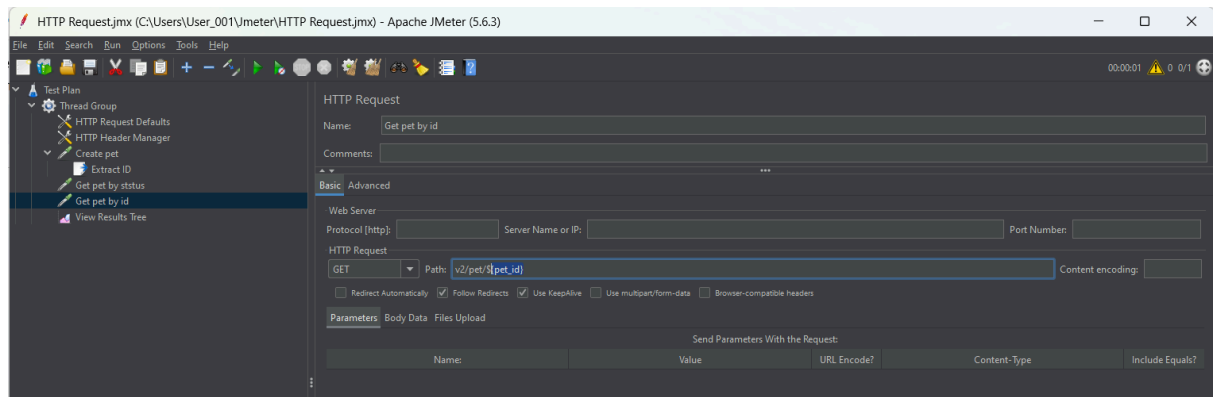 HTTP Request.jmx (C:\Users\User_001\Jmeter\HTTP Request.jmx) - Apache JMeter (5.6.3)
File Edit Search Run Options Tools Help
00:00:01 0 0/1
Test Plan
Thread Group
HTTP Request Defaults
HTTP Header Manager
Create pet
Extract ID
Get pet by ststus
Get pet by id
View Results Tree
HTTP Request
Name: Get pet by id
Comments:
Basic Advanced
Web Server
Protocol [http]: Server Name or IP: Port Number:
HTTP Request
GET Path: v2/pet/${pet_id} Content encoding:
Redirect Automatically Follow Redirects Use KeepAlive Use multipart/form-data Browser-compatible headers
Parameters Body Data Files Upload
Send Parameters With the Request:
Name: Value URL Encode? Content-Type Include Equals?